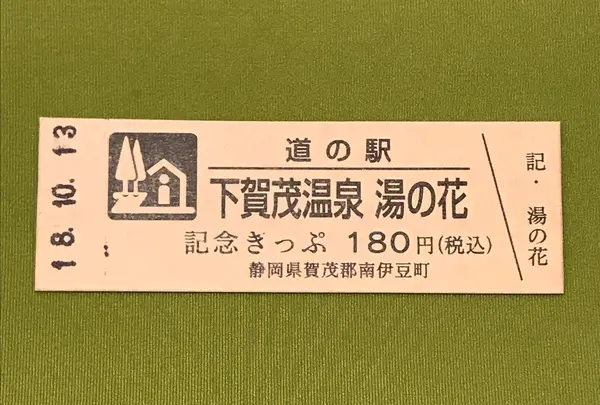 18.10.13
道の駅
下賀茂温泉 湯の花
記念きっぷ 180円(税込)
静岡県賀茂郡南伊豆町
記・湯の花